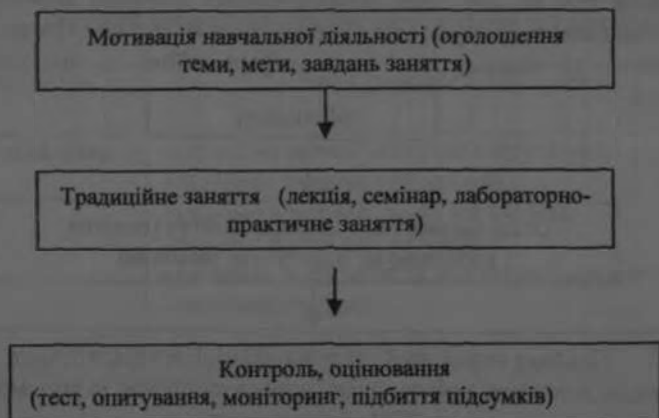 Мотивація навчальної діяльності (оголошення
теми, мети, завдань заняття)
Традиційне заняття (лекція, семінар, лабораторно-
практичне заняття)
Контроль, оцінювання
(тест, опитування, моніторинг, підбиття підсумків)